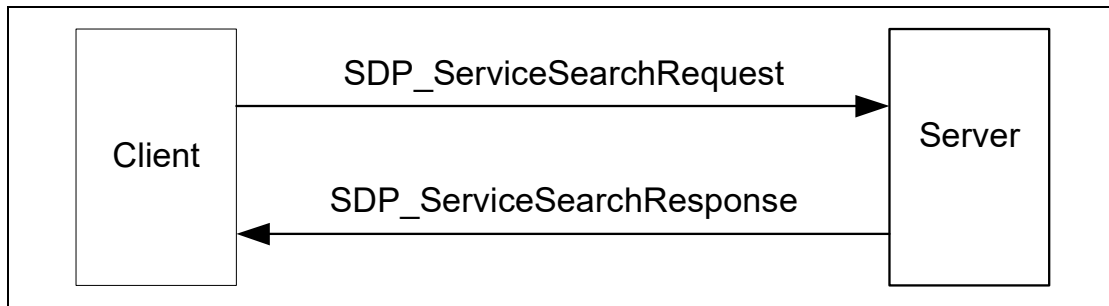 SDP_ServiceSearchRequest
Client
Server
SDP_ServiceSearchResponse